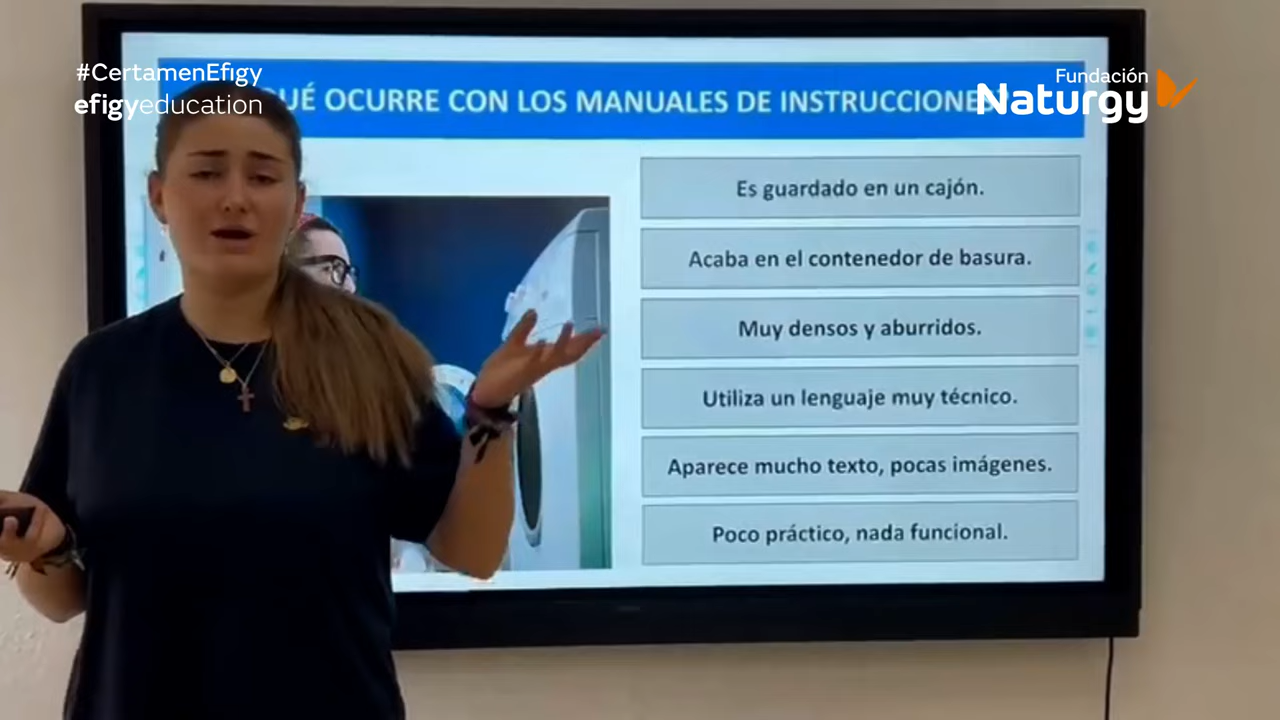 #CertamenEfigy
efigyeducation
Fundación
Naturgy
QUÉ OCURRE CON LOS MANUALES DE INSTRUCCIONE
Es guardado en un cajón.
Acaba en el contenedor de basura.
Muy densos y aburridos.
Utiliza un lenguaje muy técnico.
Aparece mucho texto, pocas imágenes.
Poco práctico, nada funcional.